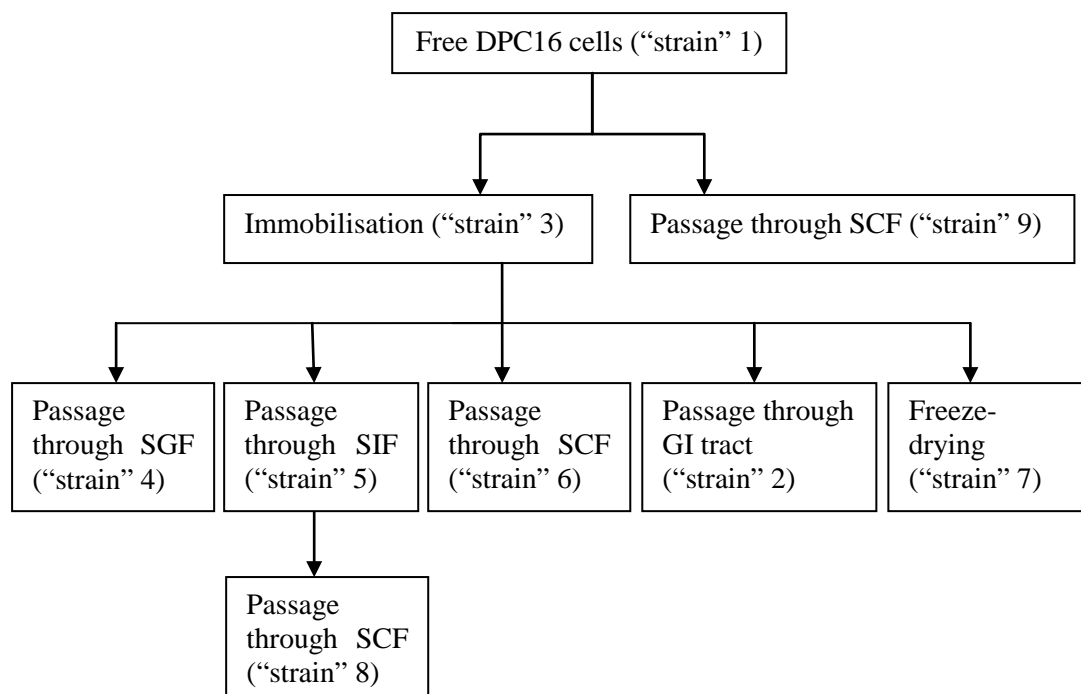 Free DPC16 cells (“strain” 1)
Immobilisation (“strain” 3)
Passage through SCF (“strain” 9)
Passage
through SGF
(“strain” 4)
Passage
through SIF
(“strain” 5)
Passage
through SCF
(“strain” 6)
Passage through
GI tract
(“strain” 2)
Freeze-
drying
(“strain” 7)
Passage
through SCF
(“strain” 8)